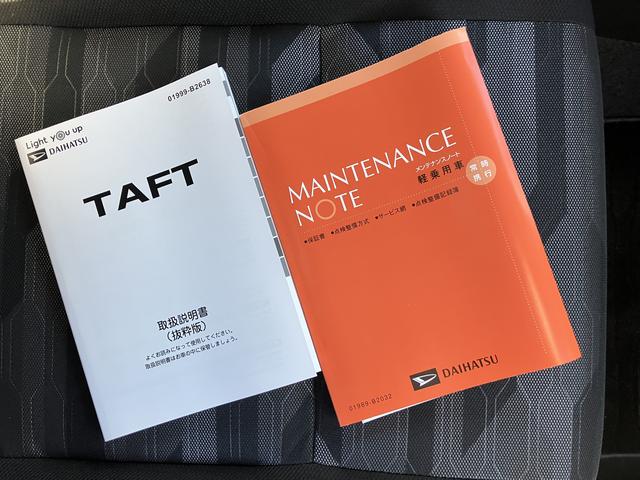 01999-B2638
Light you up
DAIHATSU
TAFT
取扱説明書
（抜粋版）
よくお読みになって使用してください。
取扱説明書はお車の中に保管しましょう。
MAINTENANCE
NOTE
メンテナンスノート
軽乗用車
常時
携行
●保証書 ●点検整備方式 ●サービス網 ●点検整備記録簿
DAIHATSU
01989-B2032